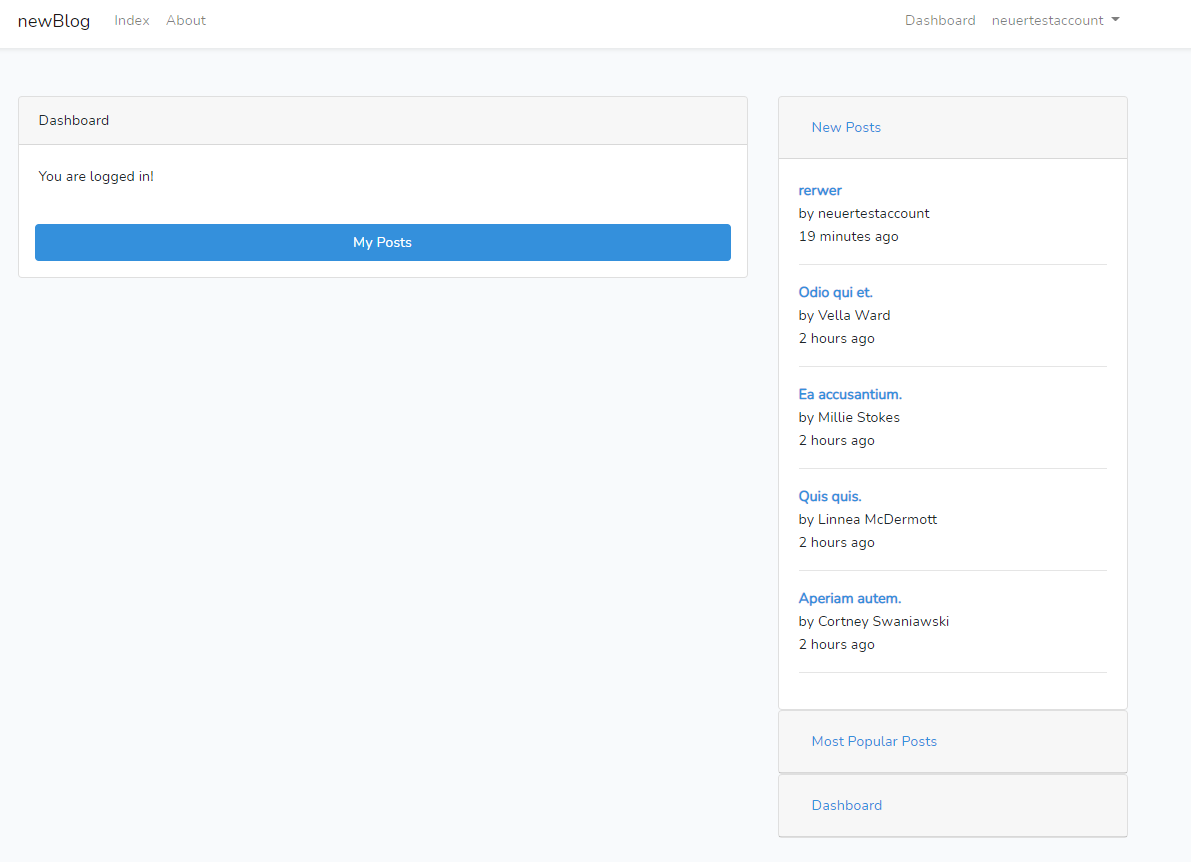 newBlog Index About Dashboard neuertestaccount
Dashboard
You are logged in!
My Posts
New Posts
rerwer
by neuertestaccount
19 minutes ago
Odio qui et.
by Vella Ward
2 hours ago
Ea accusantium.
by Millie Stokes
2 hours ago
Quis quis.
by Linnea McDermott
2 hours ago
Aperiam autem.
by Cortney Swaniawski
2 hours ago
Most Popular Posts
Dashboard